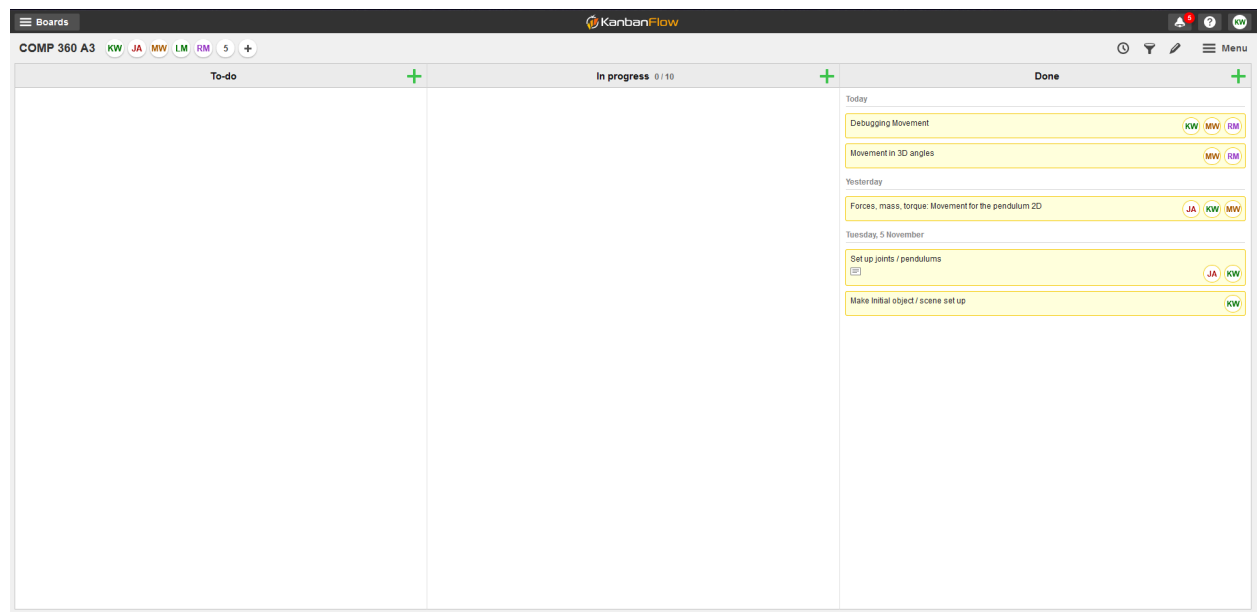 Boards
KanbanFlow
5
?
KW
COMP 360 A3 KW JA MW LM RM 5 +
Menu
To-do
In progress 0 / 10
Done
Today
Debugging Movement
KW MW RM
Movement in 3D angles
MW RM
Yesterday
Forces, mass, torque: Movement for the pendulum 2D
JA KW MW
Tuesday, 5 November
Set up joints / pendulums
JA KW
Make Initial object / scene set up
KW